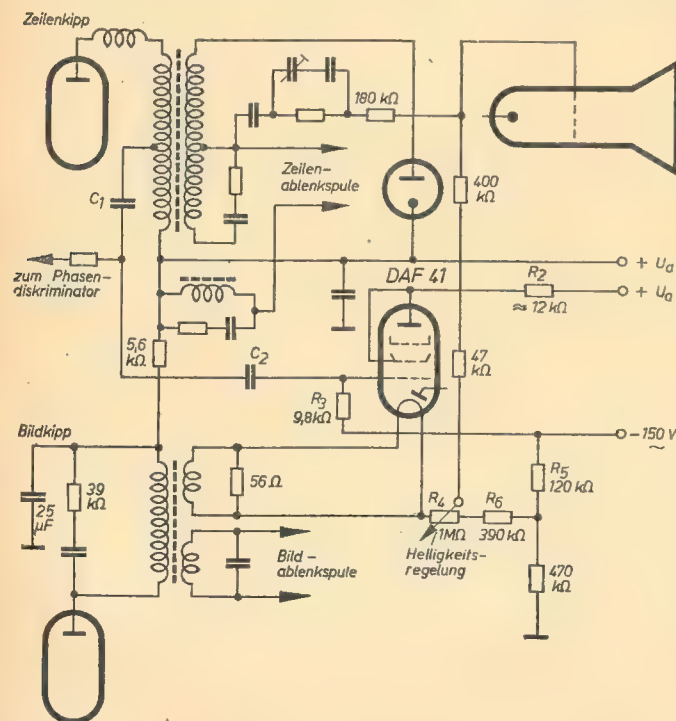 Zeilenkipp
180 kΩ
C1
Zeilen-
ablenkspule
400
kΩ
zum Phasen-
diskriminator
+ Ua
DAF 41
R2
≈ 12 kΩ
+ Ua
5,6
kΩ
C2
47
kΩ
R3
9,8kΩ
Bildkipp
−150 V
~
R5
120 kΩ
39
kΩ
25
µF
56 Ω
R4
1MΩ
R6
390 kΩ
Helligkeits-
regelung
Bild -
ablenkspule
470
kΩ